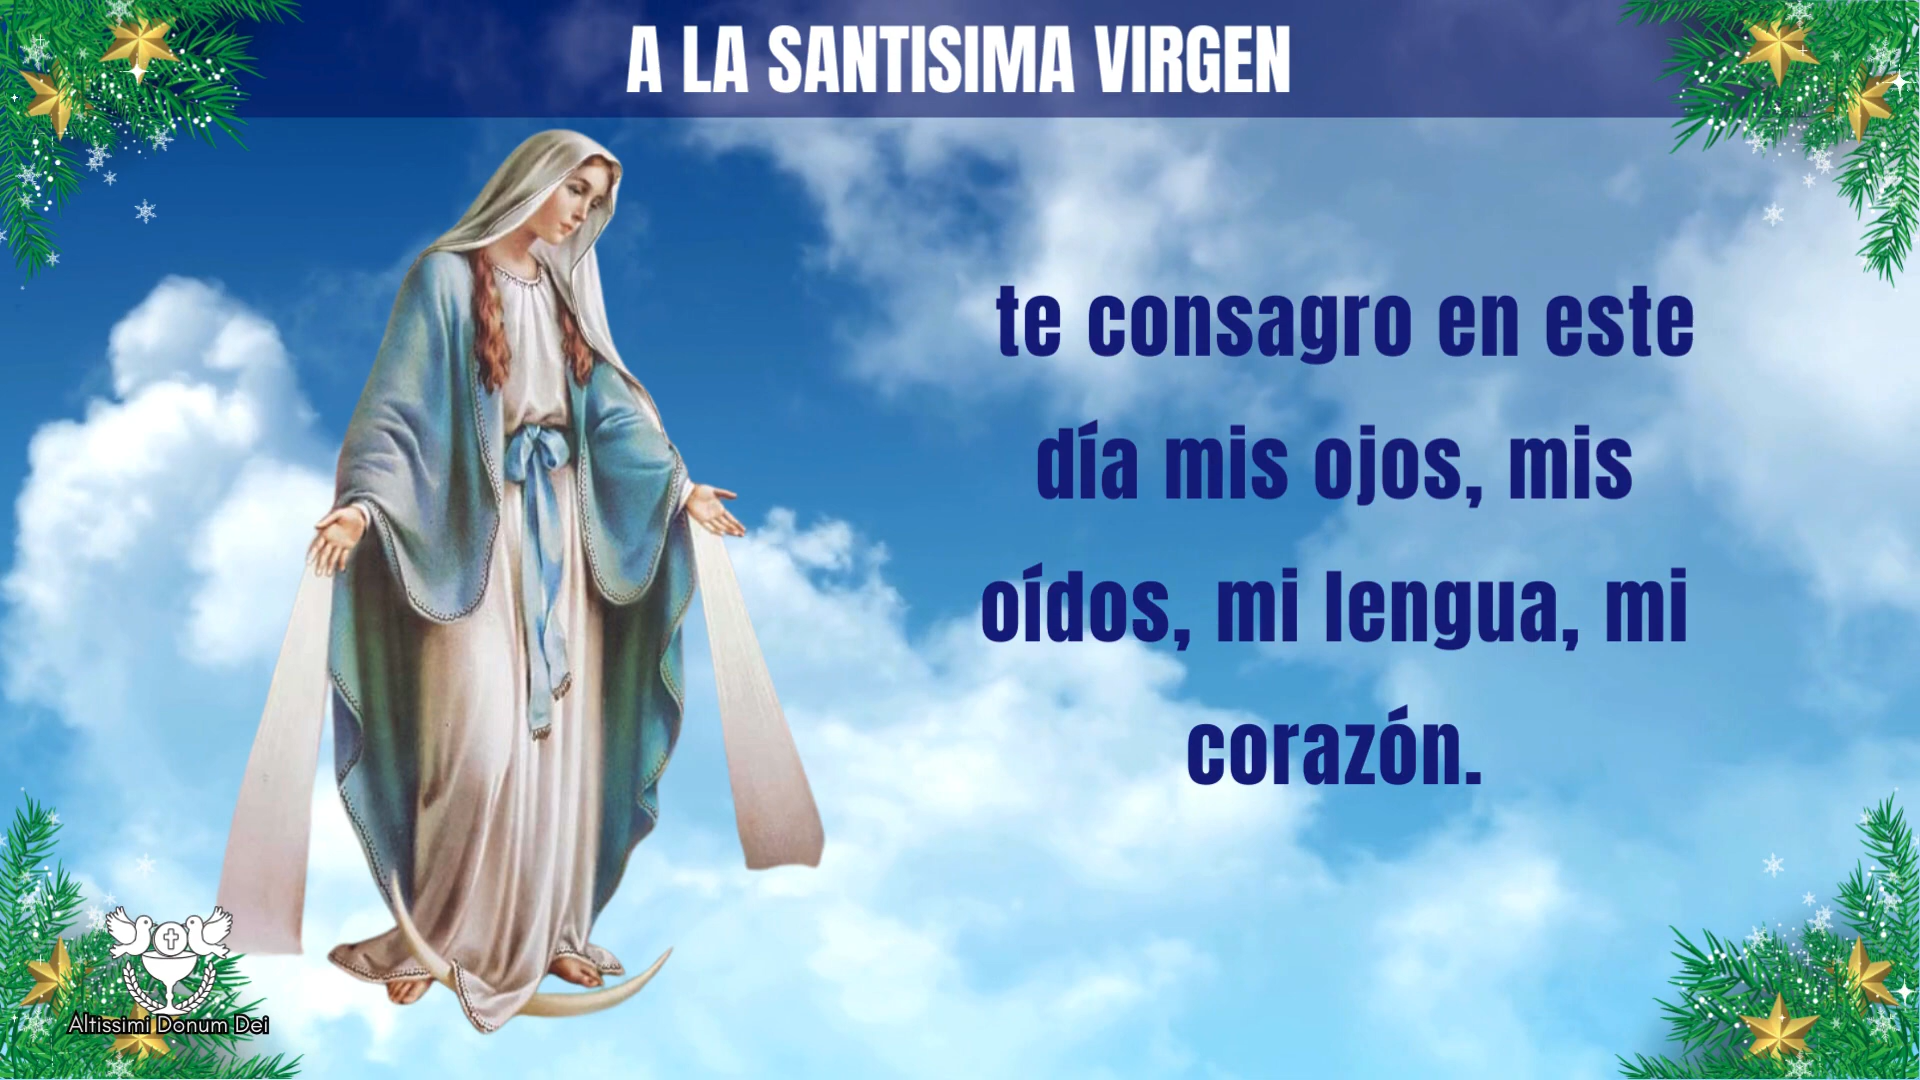 A LA SANTISIMA VIRGEN
te consagro en este
día mis ojos, mis
oídos, mi lengua, mi
corazón.
Altissimi Donum Dei